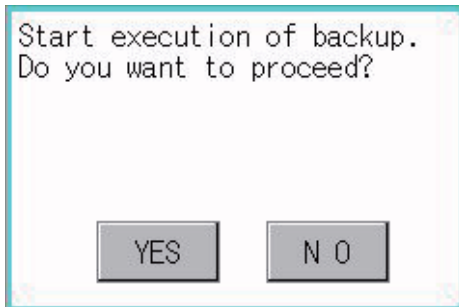 Start execution of backup.
Do you want to proceed?
YES
N O